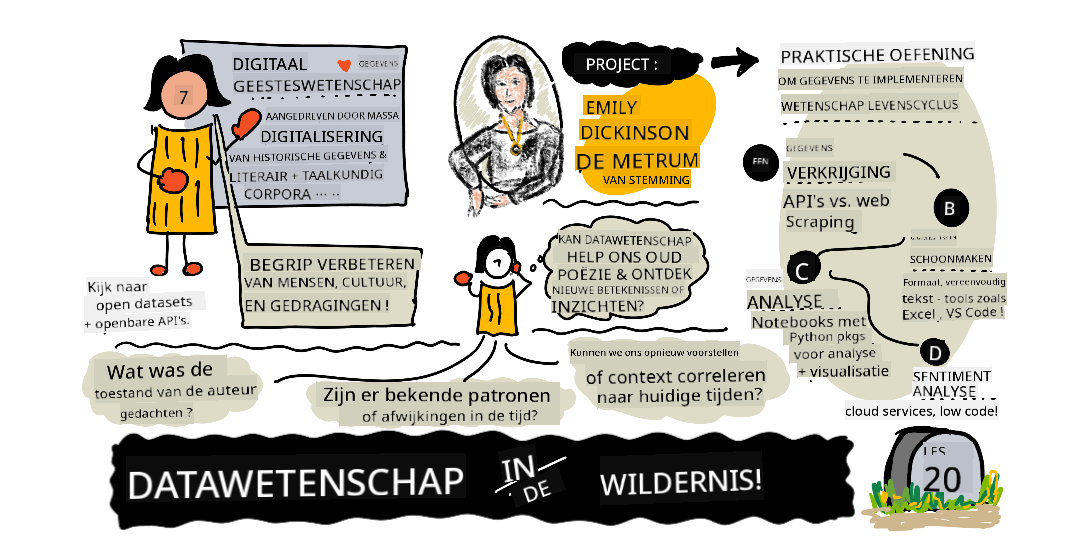 7
DIGITAAL
GEGEVENS
GEESTESWETENSCHAP
AANGEDREVEN DOOR MASSA
DIGITALISERING
VAN HISTORISCHE GEGEVENS &
LITERAIR + TAALKUNDIG
CORPORA ... ..
BEGRIP VERBETEREN
VAN MENSEN, CULTUUR,
EN GEDRAGINGEN !
Kijk naar
open datasets
+ openbare API's.
PROJECT :
EMILY
DICKINSON
DE METRUM
VAN STEMMING
KAN DATAWETENSCHAP
HELP ONS OUD
POËZIE & ONTDEK
NIEUWE BETEKENISSEN OF
INZICHTEN?
Wat was de
toestand van de auteur
gedachten ?
Zijn er bekende patronen
of afwijkingen in de tijd?
Kunnen we ons opnieuw voorstellen
of context correleren
naar huidige tijden?
PRAKTISCHE OEFENING
OM GEGEVENS TE IMPLEMENTEREN
WETENSCHAP LEVENSCYCLUS
EEN
GEGEVENS
VERKRIJGING
API's vs. web
Scraping
B
SCHOONMAKEN
Formaat, vereenvoudig
tekst - tools zoals
Excel , VS Code !
C
GEGEVENS
ANALYSE
Notebooks met
Python pkgs
voor analyse
+ visualisatie
D
SENTIMENT
ANALYSE
cloud services, low code!
DATAWETENSCHAP IN DE WILDERNIS!
LES
20